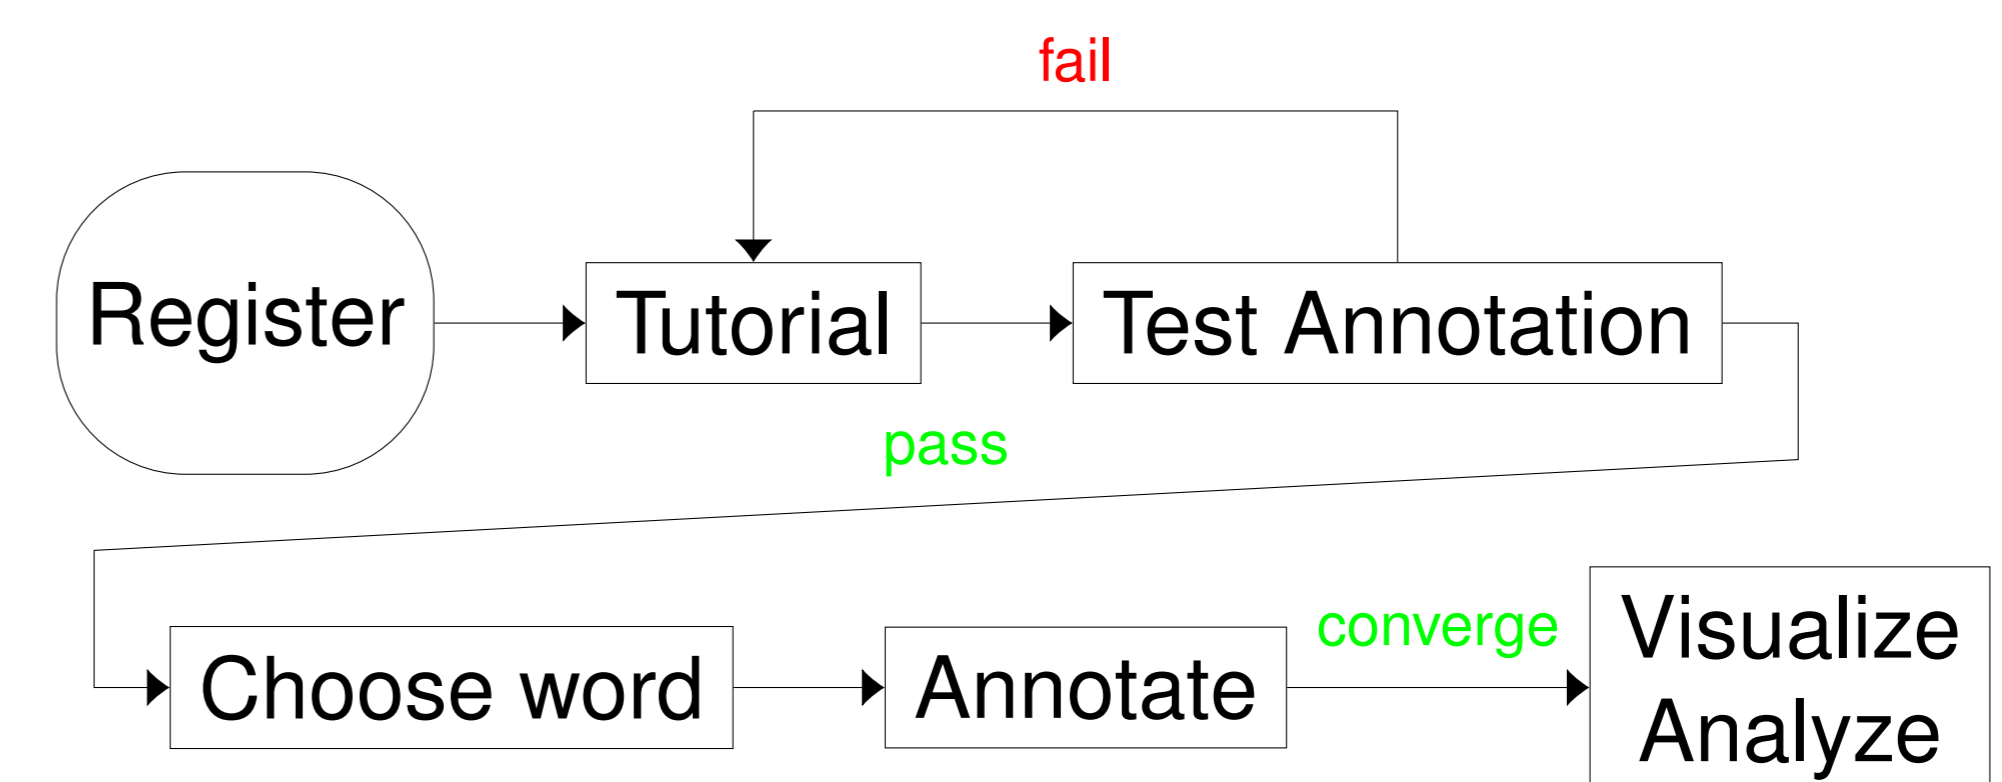 fail
Register
Tutorial
Test Annotation
pass
Choose word
Annotate
converge
Visualize
Analyze